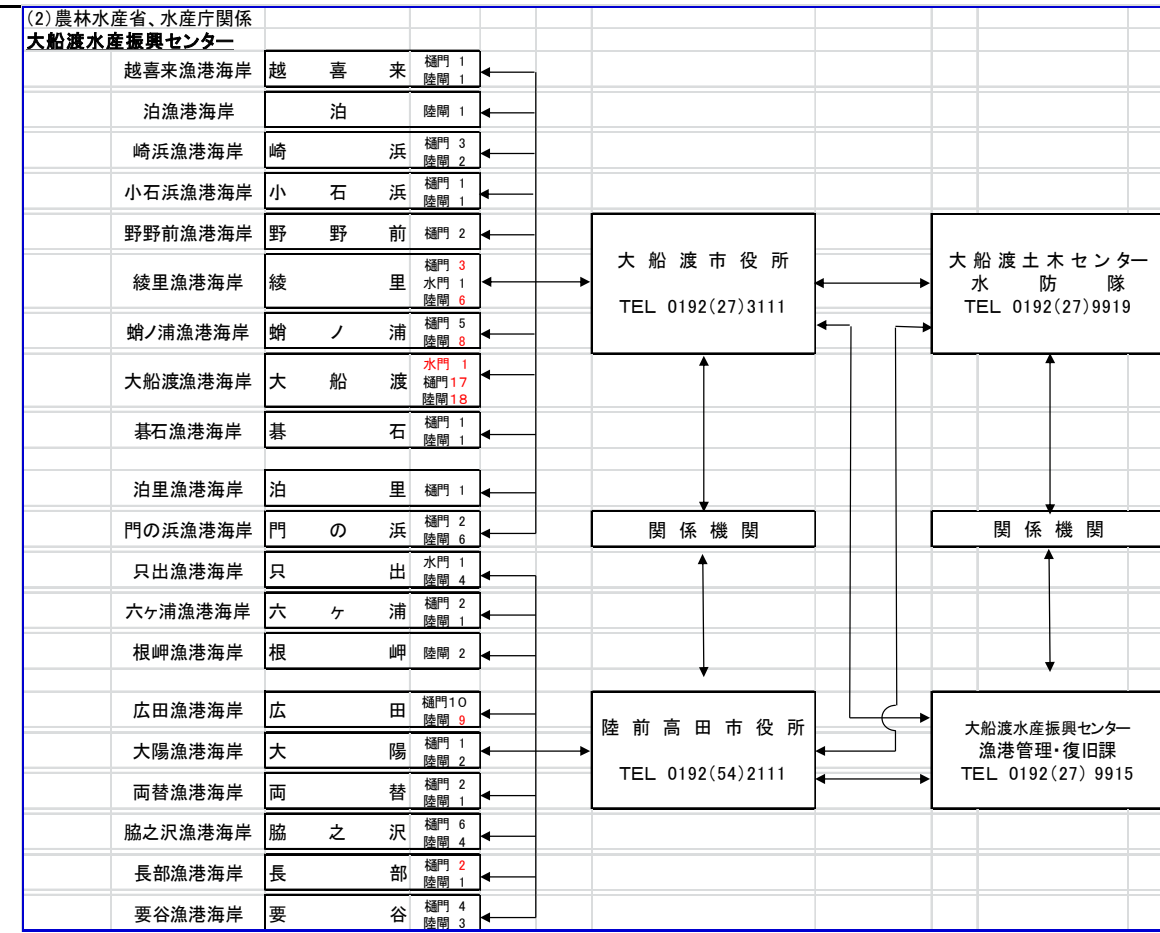 (2)農林水産省、水産庁関係
大船渡水産振興センター
越喜来漁港海岸 越喜来 樋門 1
陸閘 1
泊漁港海岸 泊 陸閘 1
崎浜漁港海岸 崎浜 樋門 3
陸閘 2
小石浜漁港海岸 小石浜 樋門 1
陸閘 1
野野前漁港海岸 野野前 樋門 2
綾里漁港海岸 綾里 樋門 3
水門 1
陸閘 6
蛸ノ浦漁港海岸 蛸ノ浦 樋門 5
陸閘 8
大船渡漁港海岸 大船渡 水門 1
樋門17
陸閘18
碁石漁港海岸 碁石 樋門 1
陸閘 1
泊里漁港海岸 泊里 樋門 1
門の浜漁港海岸 門の浜 樋門 2
陸閘 6
只出漁港海岸 只出 水門 1
陸閘 4
六ヶ浦漁港海岸 六ヶ浦 樋門 2
陸閘 1
根岬漁港海岸 根岬 陸閘 2
広田漁港海岸 広田 樋門10
陸閘 9
大陽漁港海岸 大陽 樋門 1
陸閘 2
両替漁港海岸 両替 樋門 2
陸閘 1
脇之沢漁港海岸 脇之沢 樋門 6
陸閘 4
長部漁港海岸 長部 樋門 2
陸閘 1
要谷漁港海岸 要谷 樋門 4
陸閘 3
大船渡市役所
TEL 0192(27)3111
関係機関
陸前高田市役所
TEL 0192(54)2111
大船渡土木センター
水防隊
TEL 0192(27)9919
関係機関
大船渡水産振興センター
漁港管理・復旧課
TEL 0192(27) 9915